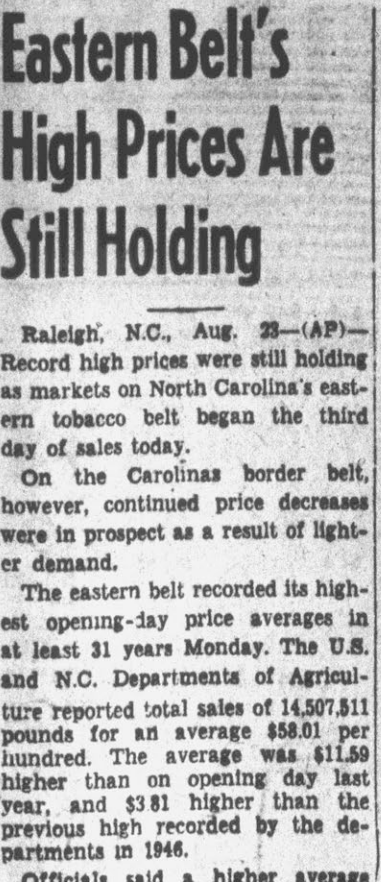 Eastern Belt's
High Prices Are
Still Holding
Raleigh, N.C., Aug. 23—(AP)—
Record high prices were still holding
as markets on North Carolina's east-
ern tobacco belt began the third
day of sales today.
On the Carolinas border belt,
however, continued price decreases
were in prospect as a result of light-
er demand.
The eastern belt recorded its high-
est opening-day price averages in
at least 31 years Monday. The U.S.
and N.C. Departments of Agricul-
ture reported total sales of 14,507,511
pounds for an average $58.01 per
hundred. The average was $11.59
higher than on opening day last
year, and $3.81 higher than the
previous high recorded by the de-
partments in 1946.
Officials said a higher average